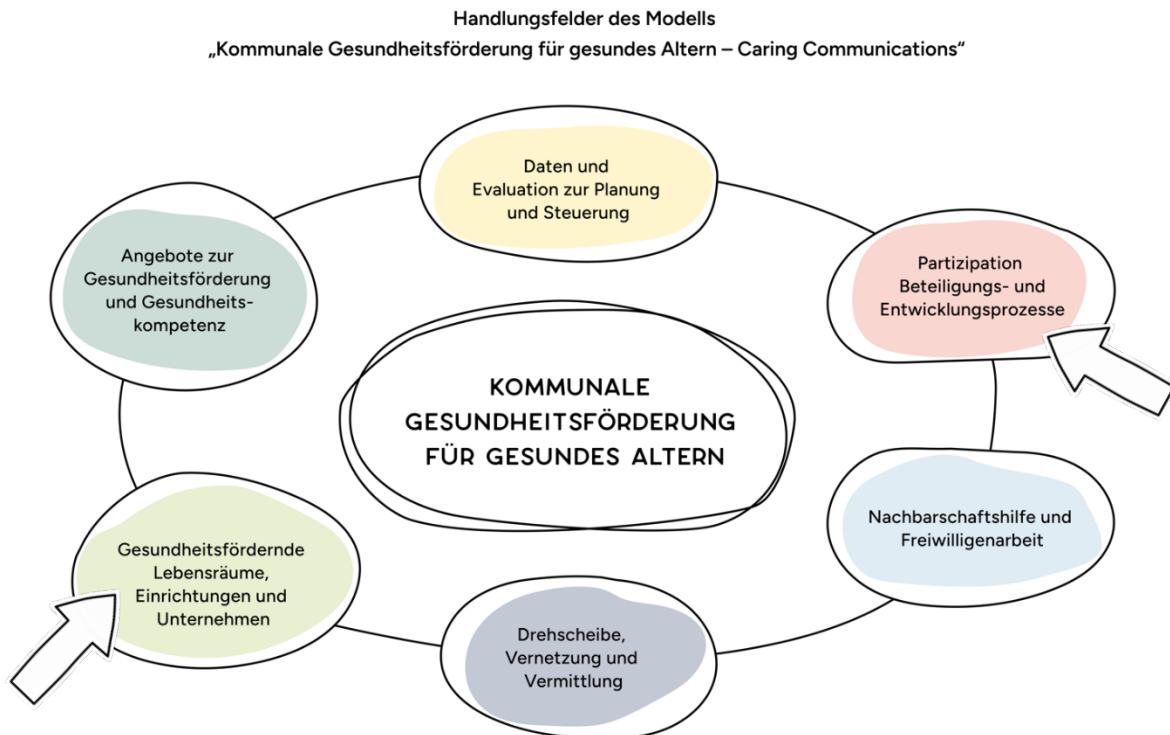 Handlungsfelder des Modells
„Kommunale Gesundheitsförderung für gesundes Altern – Caring Communications“
Daten und
Evaluation zur Planung
und Steuerung
Angebote zur
Gesundheitsförderung
und Gesundheits-
kompetenz
Partizipation
Beteiligungs- und
Entwicklungsprozesse
KOMMUNALE
GESUNDHEITSFÖRDERUNG
FÜR GESUNDES ALTERN
Nachbarschaftshilfe und
Freiwilligenarbeit
Gesundheitsfördernde
Lebensräume,
Einrichtungen und
Unternehmen
Drehscheibe,
Vernetzung und
Vermittlung